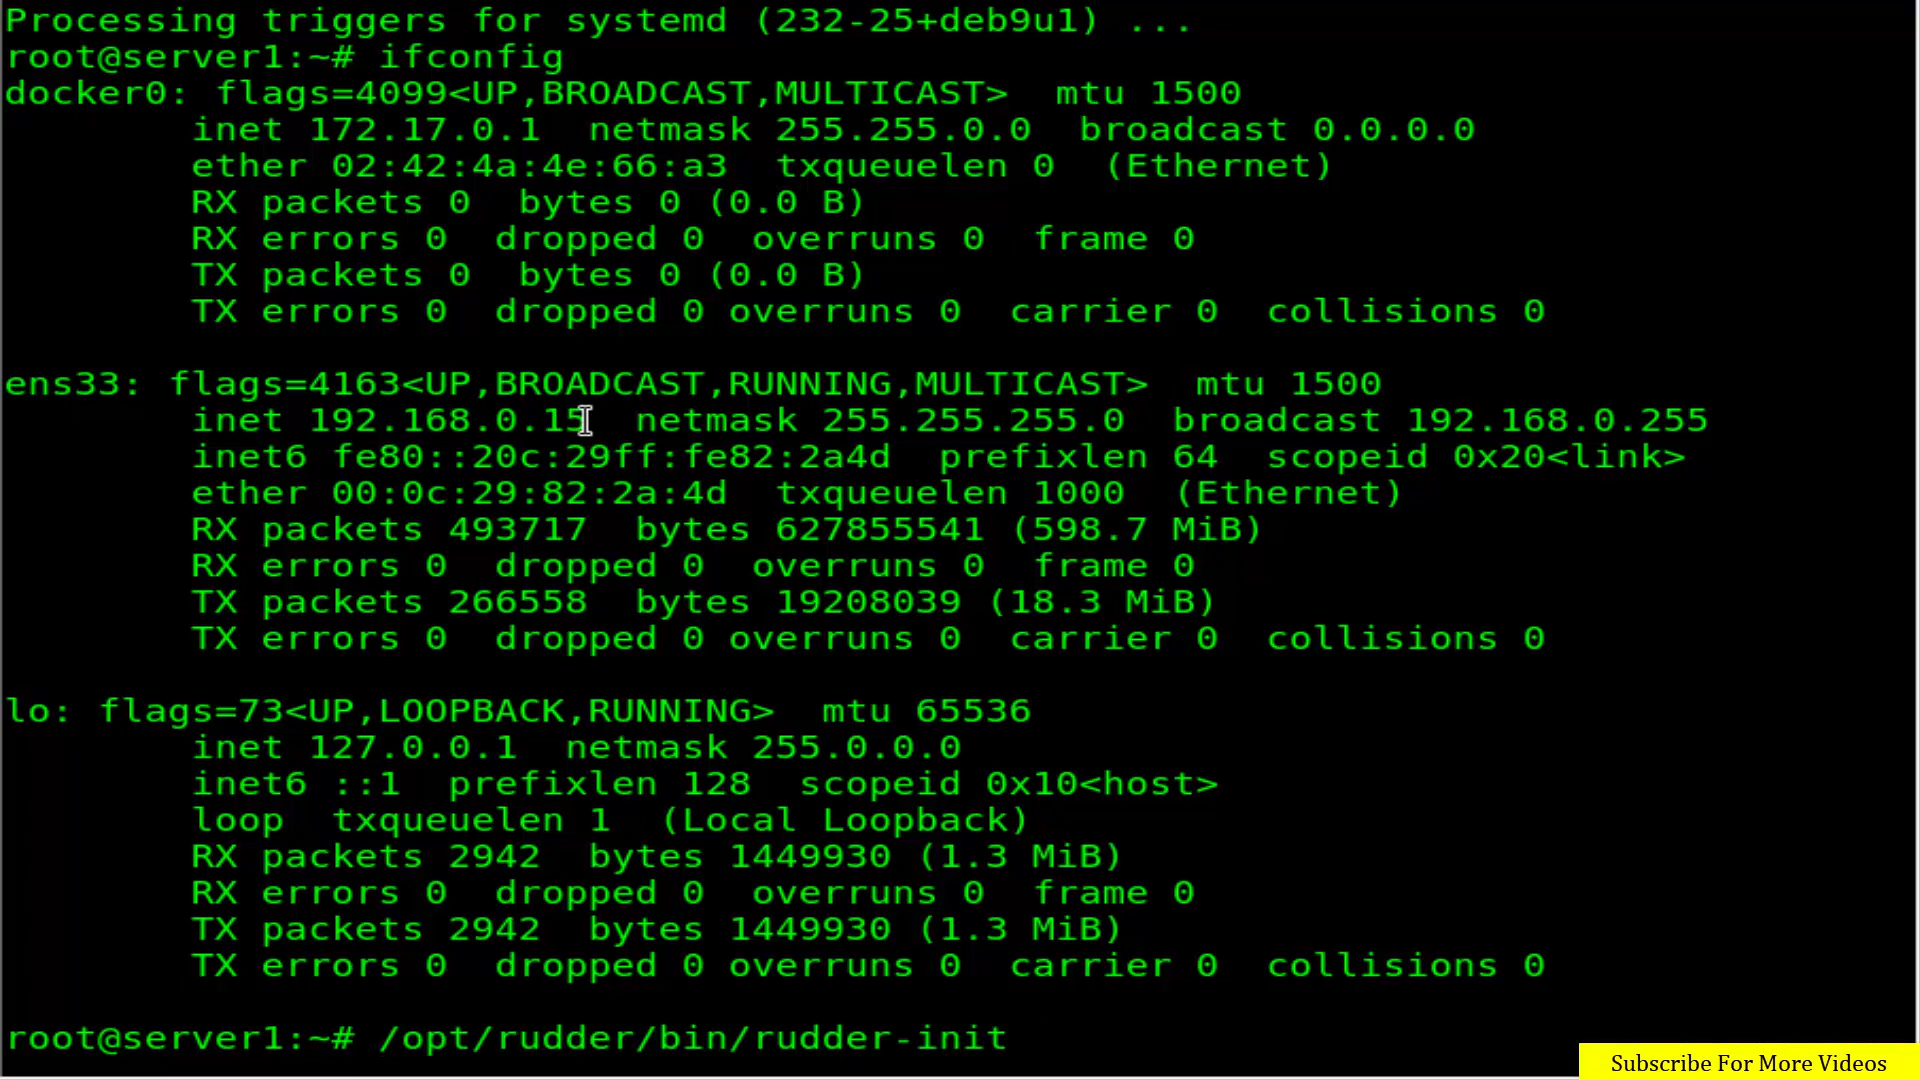 Processing triggers for systemd (232-25+deb9u1) ...
root@server1:~# ifconfig
docker0: flags=4099<UP,BROADCAST,MULTICAST>  mtu 1500
        inet 172.17.0.1  netmask 255.255.0.0  broadcast 0.0.0.0
        ether 02:42:4a:4e:66:a3  txqueuelen 0  (Ethernet)
        RX packets 0  bytes 0 (0.0 B)
        RX errors 0  dropped 0  overruns 0  frame 0
        TX packets 0  bytes 0 (0.0 B)
        TX errors 0  dropped 0 overruns 0  carrier 0  collisions 0

ens33: flags=4163<UP,BROADCAST,RUNNING,MULTICAST>  mtu 1500
        inet 192.168.0.15  netmask 255.255.255.0  broadcast 192.168.0.255
        inet6 fe80::20c:29ff:fe82:2a4d  prefixlen 64  scopeid 0x20<link>
        ether 00:0c:29:82:2a:4d  txqueuelen 1000  (Ethernet)
        RX packets 493717  bytes 627855541 (598.7 MiB)
        RX errors 0  dropped 0  overruns 0  frame 0
        TX packets 266558  bytes 19208039 (18.3 MiB)
        TX errors 0  dropped 0 overruns 0  carrier 0  collisions 0

lo: flags=73<UP,LOOPBACK,RUNNING>  mtu 65536
        inet 127.0.0.1  netmask 255.0.0.0
        inet6 ::1  prefixlen 128  scopeid 0x10<host>
        loop  txqueuelen 1  (Local Loopback)
        RX packets 2942  bytes 1449930 (1.3 MiB)
        RX errors 0  dropped 0  overruns 0  frame 0
        TX packets 2942  bytes 1449930 (1.3 MiB)
        TX errors 0  dropped 0 overruns 0  carrier 0  collisions 0

root@server1:~# /opt/rudder/bin/rudder-init
Subscribe For More Videos